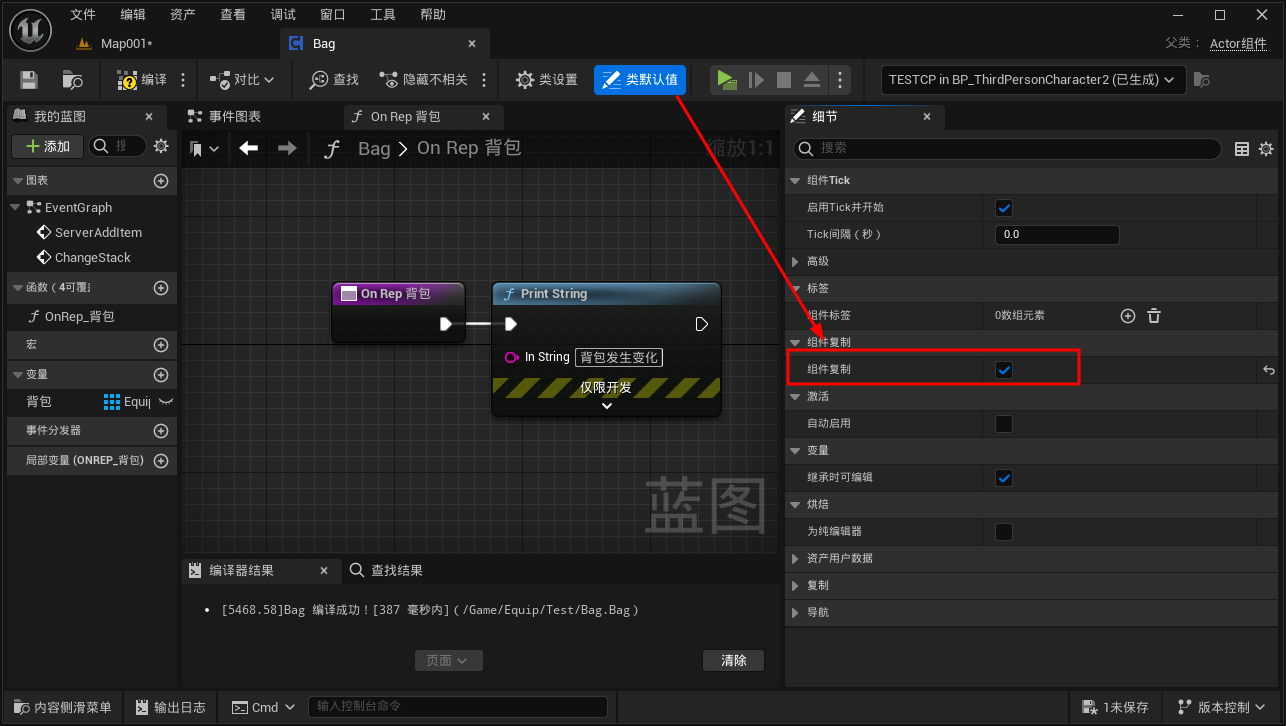 文件 编辑 资产 查看 调试 窗口 工具 帮助
Map001*
Bag
父类： Actor组件
编译 对比 查找 隐藏不相关 类设置 类默认值
TESTCP in BP_ThirdPersonCharacter2 (已生成)
我的蓝图
添加
图表
EventGraph
ServerAddItem
ChangeStack
函数（4可覆
OnRep_背包
宏
变量
背包 Equi
事件分发器
局部变量 (ONREP_背包)
事件图表
On Rep 背包
Bag > On Rep 背包
缩放1:1
On Rep 背包
Print String
In String 背包发生变化
仅限开发
蓝图
编译器结果
查找结果
• [5468.58]Bag 编译成功！[387 毫秒内]（/Game/Equip/Test/Bag.Bag）
页面
清除
细节
搜索
组件Tick
启用Tick并开始
Tick间隔（秒） 0.0
高级
标签
组件标签 0数组元素
组件复制
组件复制
激活
自动启用
变量
继承时可编辑
烘焙
为纯编辑器
资产用户数据
复制
导航
内容侧滑菜单
输出日志
Cmd
输入控制台命令
1未保存
版本控制